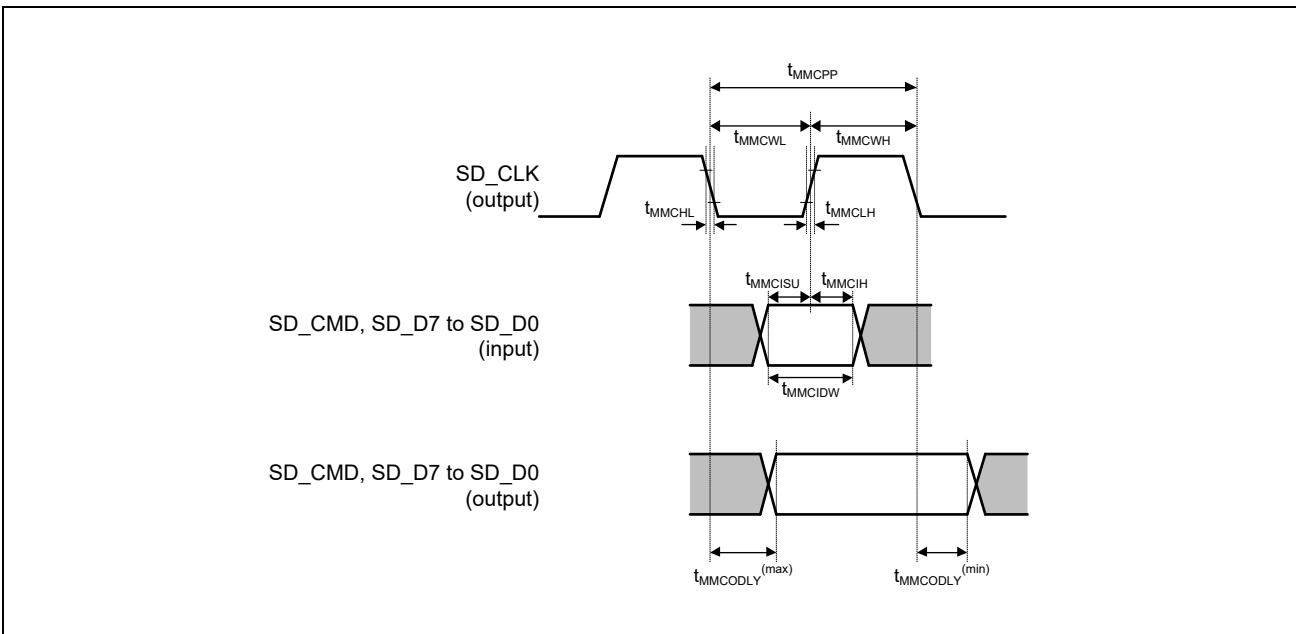 tMMCPP
tMMCWL tMMCWH
SD_CLK
(output)
tMMCHL tMMCLH
tMMCISU tMMCIH
SD_CMD, SD_D7 to SD_D0
(input)
tMMCIDW
SD_CMD, SD_D7 to SD_D0
(output)
tMMCODLY(max) tMMCODLY(min)